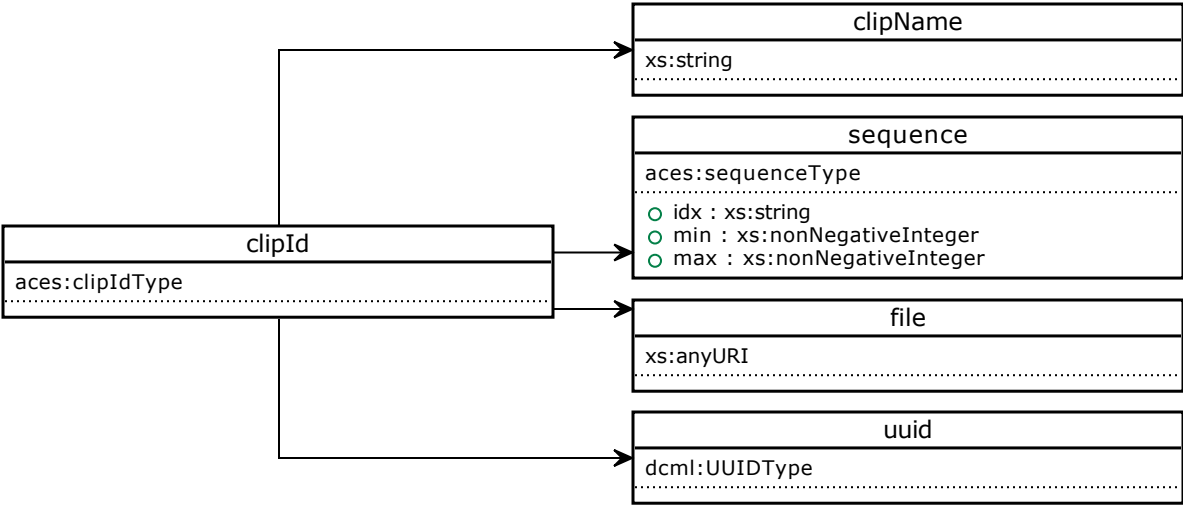 clipName
xs:string
sequence
aces:sequenceType
idx : xs:string
min : xs:nonNegativeInteger
max : xs:nonNegativeInteger
clipId
aces:clipIdType
file
xs:anyURI
uuid
dcml:UUIDType